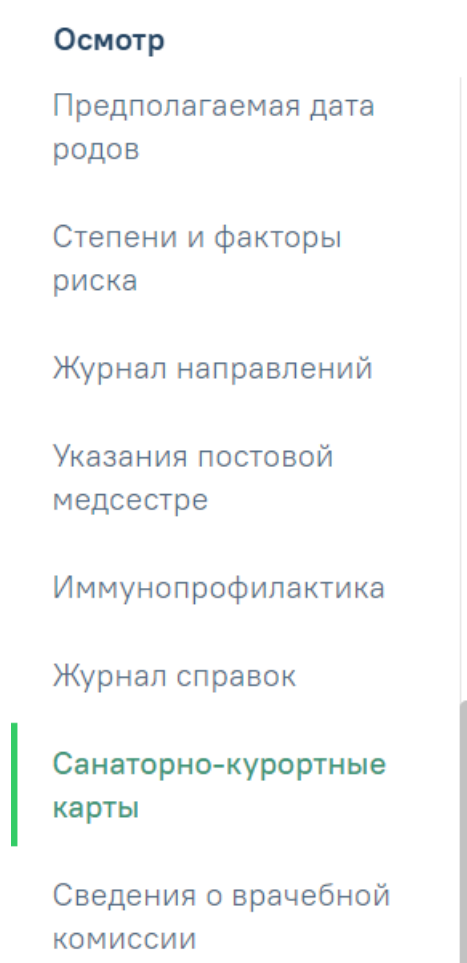 Осмотр
Предполагаемая дата
родов
Степени и факторы
риска
Журнал направлений
Указания постовой
медсестре
Иммунопрофилактика
Журнал справок
Санаторно-курортные
карты
Сведения о врачебной
комиссии